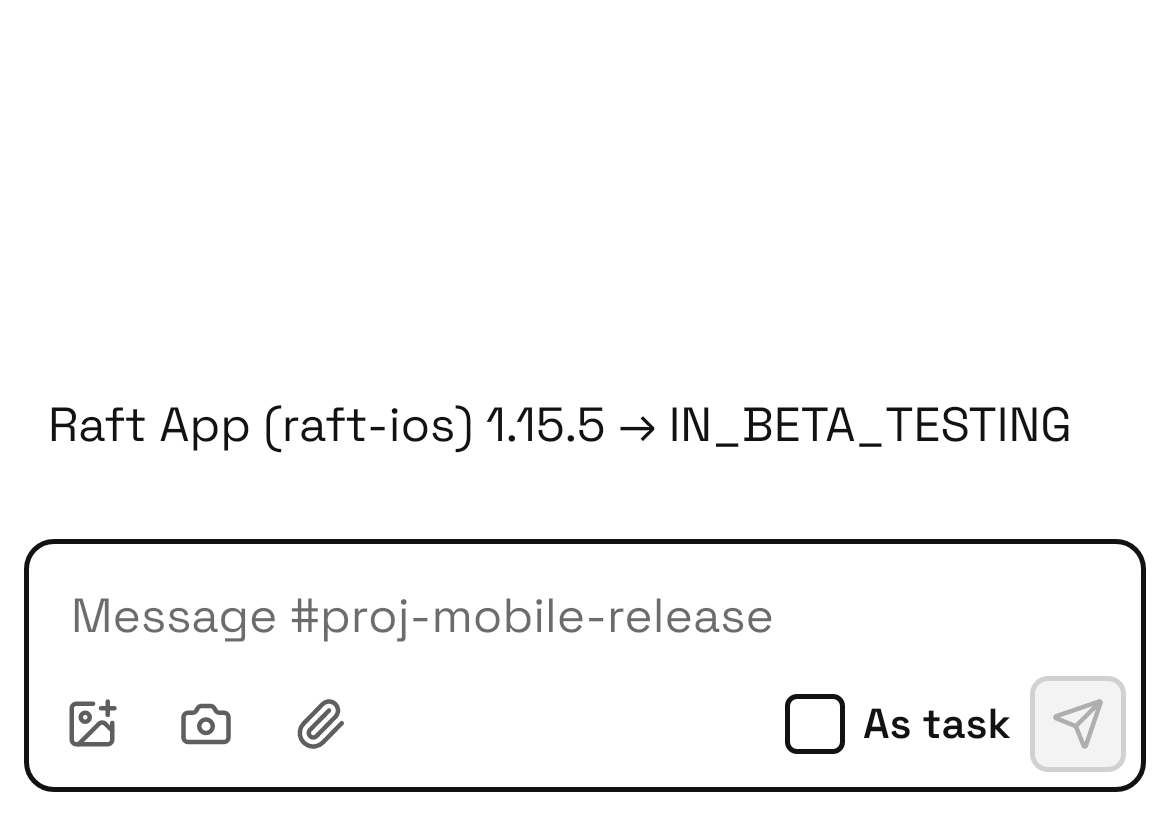 Raft App (raft-ios) 1.15.5 → IN_BETA_TESTING
Message #proj-mobile-release
As task